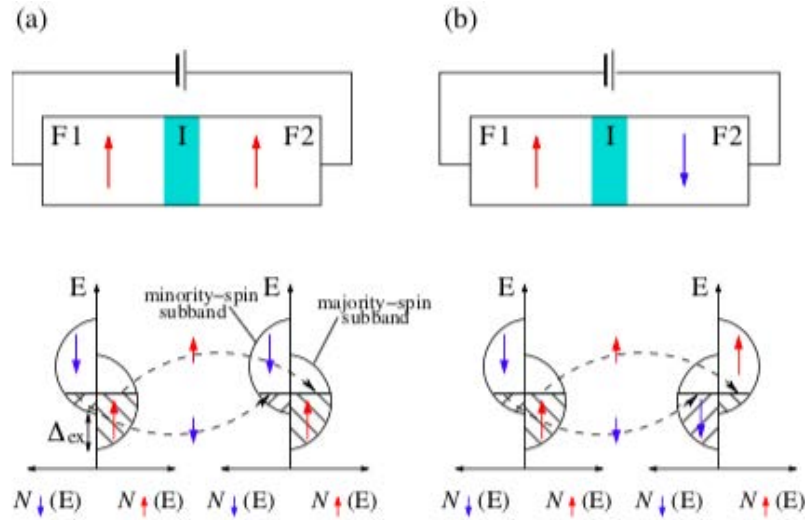 (a)
(b)
F1 I F2
F1 I F2
E minority-spin subband E majority-spin subband
E E
Δex
N↓(E) N↑(E) N↓(E) N↑(E)
N↓(E) N↑(E) N↓(E) N↑(E)